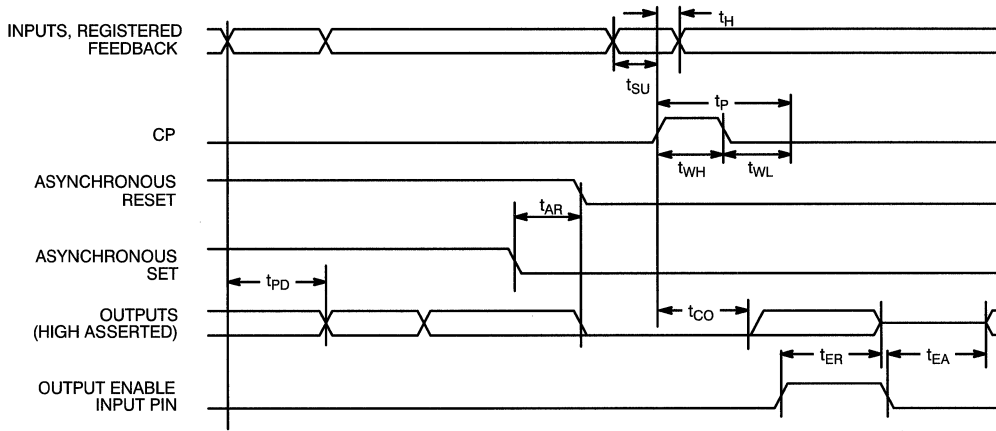 INPUTS, REGISTERED
FEEDBACK
tH
tSU
tP
CP
tWH
tWL
ASYNCHRONOUS
RESET
tAR
ASYNCHRONOUS
SET
tPD
OUTPUTS
(HIGH ASSERTED)
tCO
tER
tEA
OUTPUT ENABLE
INPUT PIN